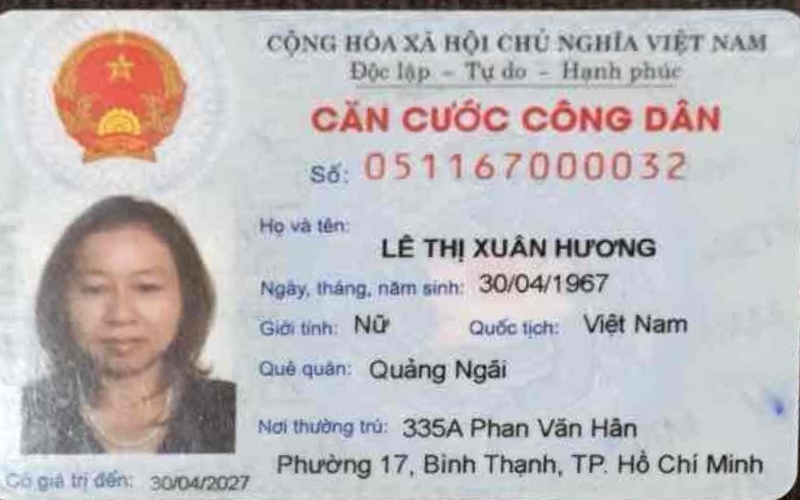 CỘNG HÒA XÃ HỘI CHỦ NGHĨA VIỆT NAM
Độc lập - Tự do - Hạnh phúc
CĂN CƯỚC CÔNG DÂN
Số: 051167000032
Họ và tên:
LÊ THỊ XUÂN HƯƠNG
Ngày, tháng, năm sinh: 30/04/1967
Giới tính: Nữ Quốc tịch: Việt Nam
Quê quán: Quảng Ngãi
Nơi thường trú: 335A Phan Văn Hân
Phường 17, Bình Thạnh, TP. Hồ Chí Minh
Có giá trị đến: 30/04/2027